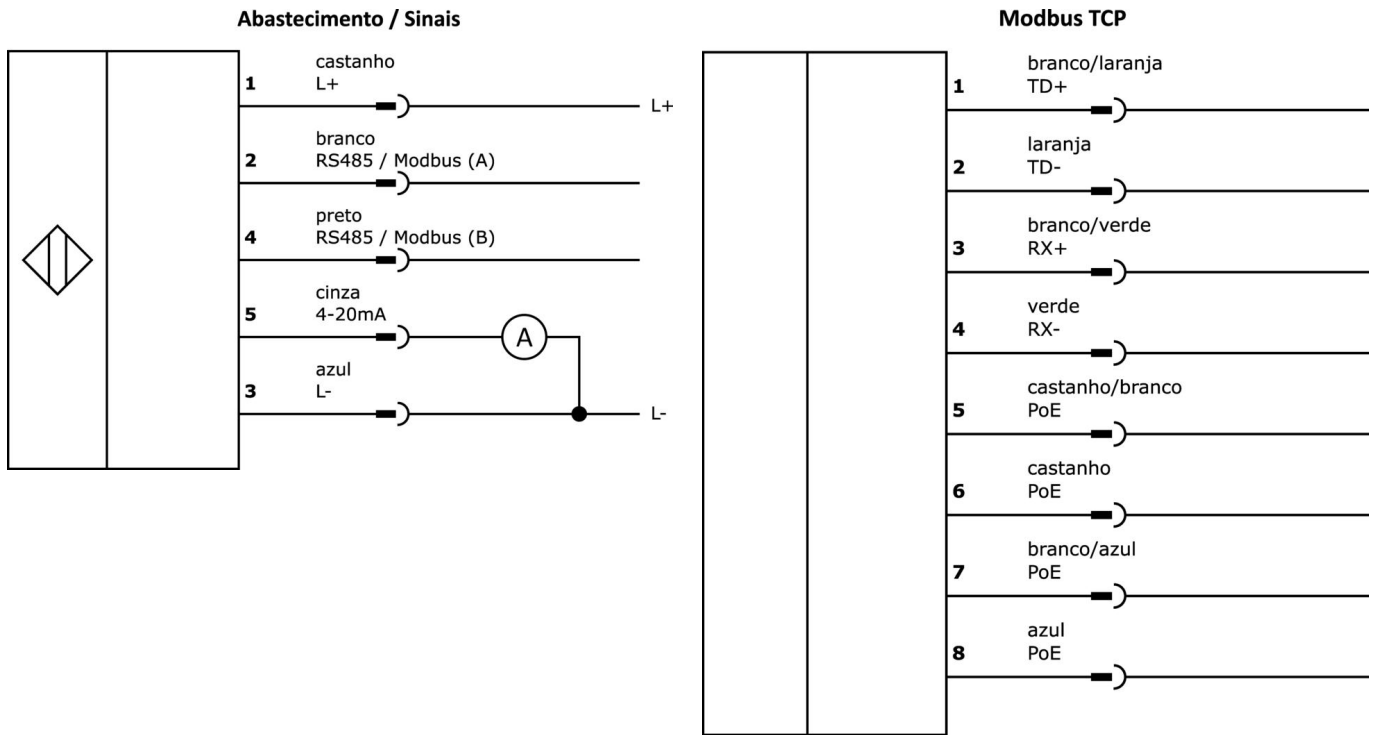 Abastecimento / Sinais
castanho
1 L+
L+
branco
2 RS485 / Modbus (A)
preto
4 RS485 / Modbus (B)
cinza
5 4-20mA
A
azul
3 L-
L-
Modbus TCP
branco/laranja
1 TD+
laranja
2 TD-
branco/verde
3 RX+
verde
4 RX-
castanho/branco
5 PoE
castanho
6 PoE
branco/azul
7 PoE
azul
8 PoE